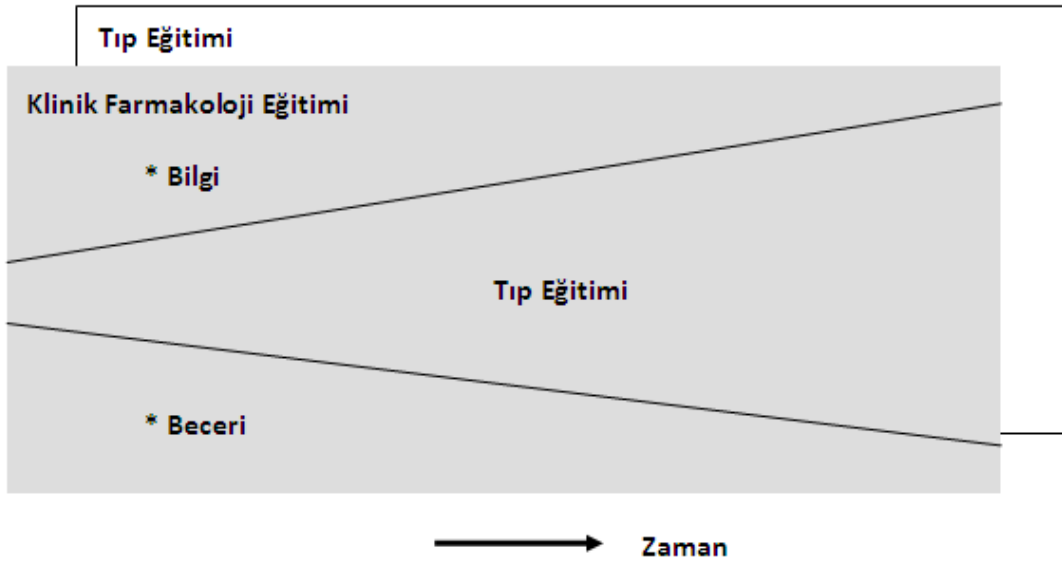 Tıp Eğitimi
Klinik Farmakoloji Eğitimi
* Bilgi
Tıp Eğitimi
* Beceri
Zaman